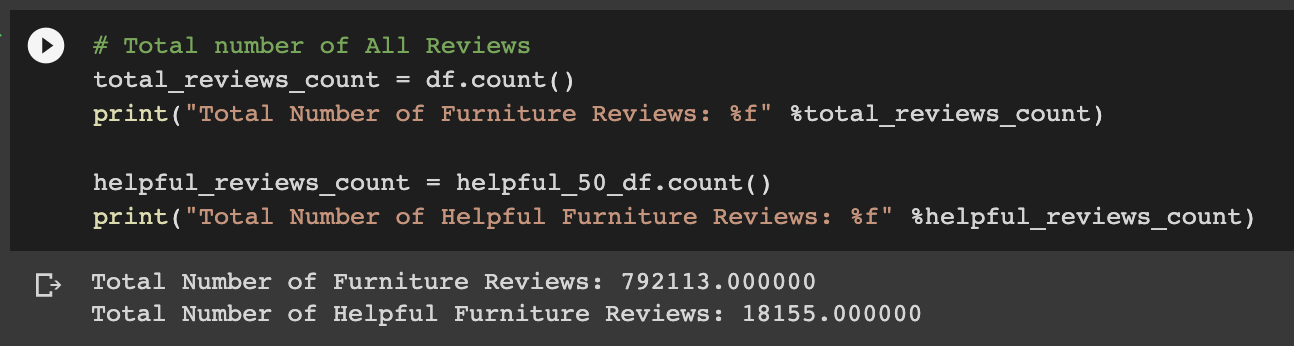 # Total number of All Reviews
total_reviews_count = df.count()
print("Total Number of Furniture Reviews: %f" %total_reviews_count)
helpful_reviews_count = helpful_50_df.count()
print("Total Number of Helpful Furniture Reviews: %f" %helpful_reviews_count)
Total Number of Furniture Reviews: 792113.000000
Total Number of Helpful Furniture Reviews: 18155.000000